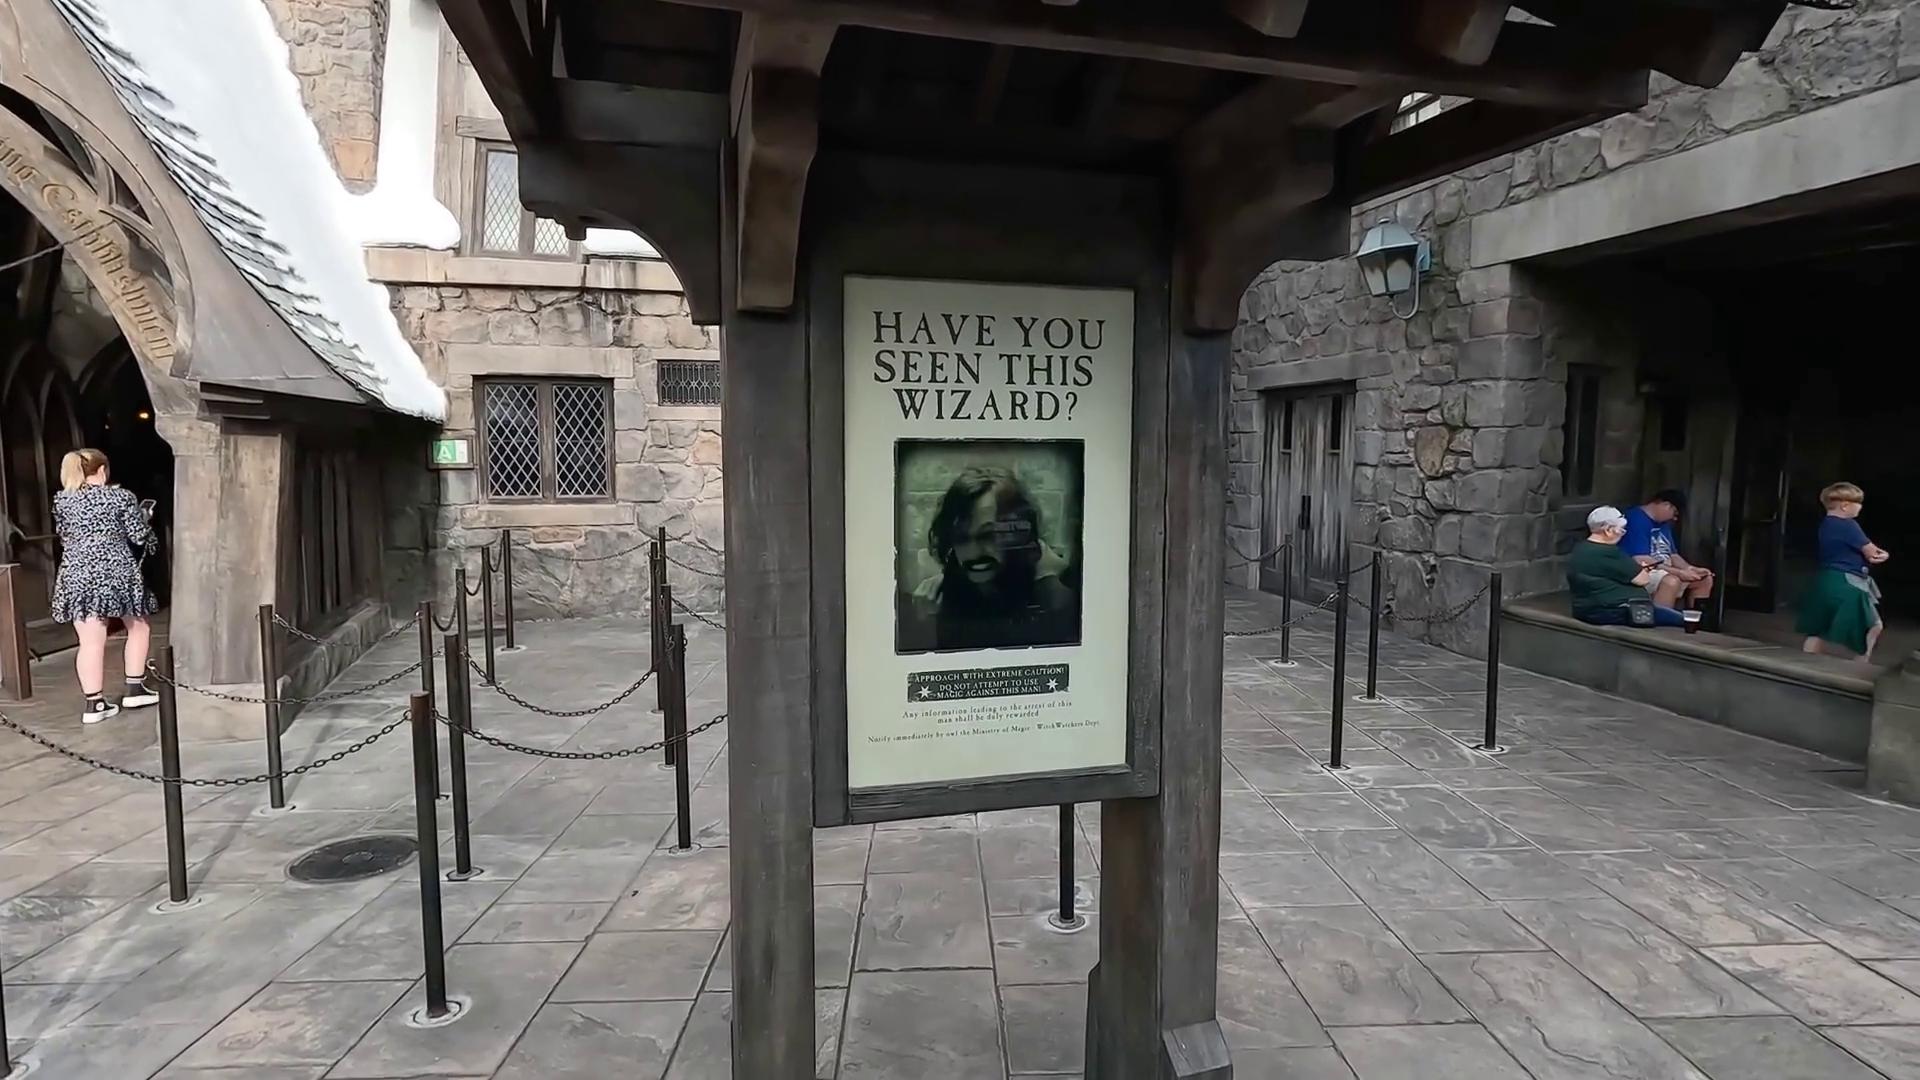 HAVE YOU
SEEN THIS
WIZARD?
APPROACH WITH EXTREME CAUTION!
DO NOT ATTEMPT TO USE
MAGIC AGAINST THIS MAN!
Any information leading to the arrest of this
man shall be duly rewarded
Notify immediately by owl the Ministry of Magic - WitchWatchers Dept.
A